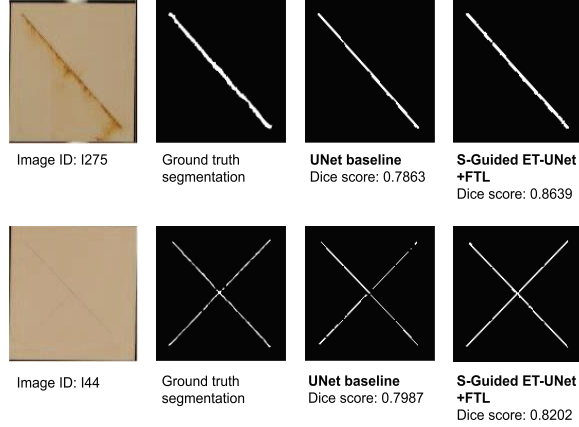 Image ID: I275
Ground truth
segmentation
UNet baseline
Dice score: 0.7863
S-Guided ET-UNet
+FTL
Dice score: 0.8639
Image ID: I44
Ground truth
segmentation
UNet baseline
Dice score: 0.7987
S-Guided ET-UNet
+FTL
Dice score: 0.8202